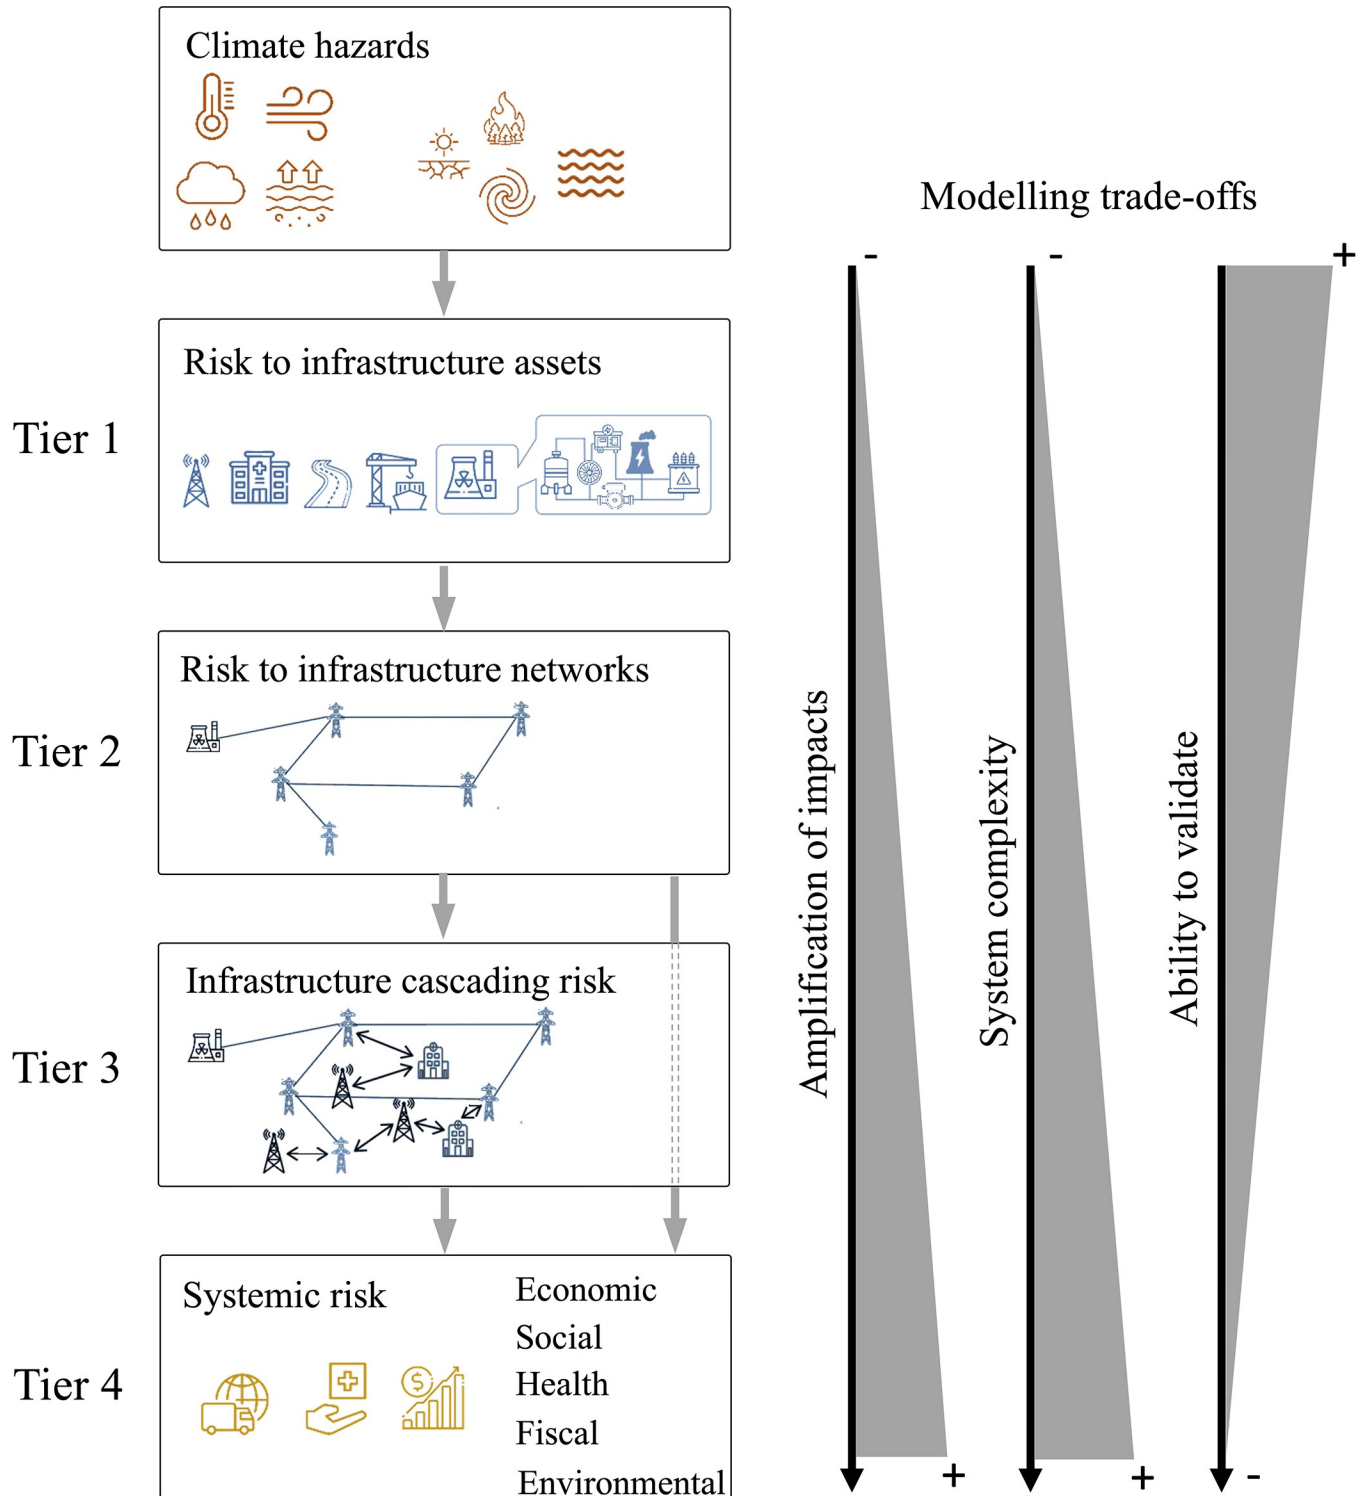 Climate hazards
Modelling trade-offs
-
-
+
Tier 1
Risk to infrastructure assets
Tier 2
Risk to infrastructure networks
Tier 3
Infrastructure cascading risk
Tier 4
Systemic risk
Economic
Social
Health
Fiscal
Environmental
Amplification of impacts
System complexity
Ability to validate
+
+
-